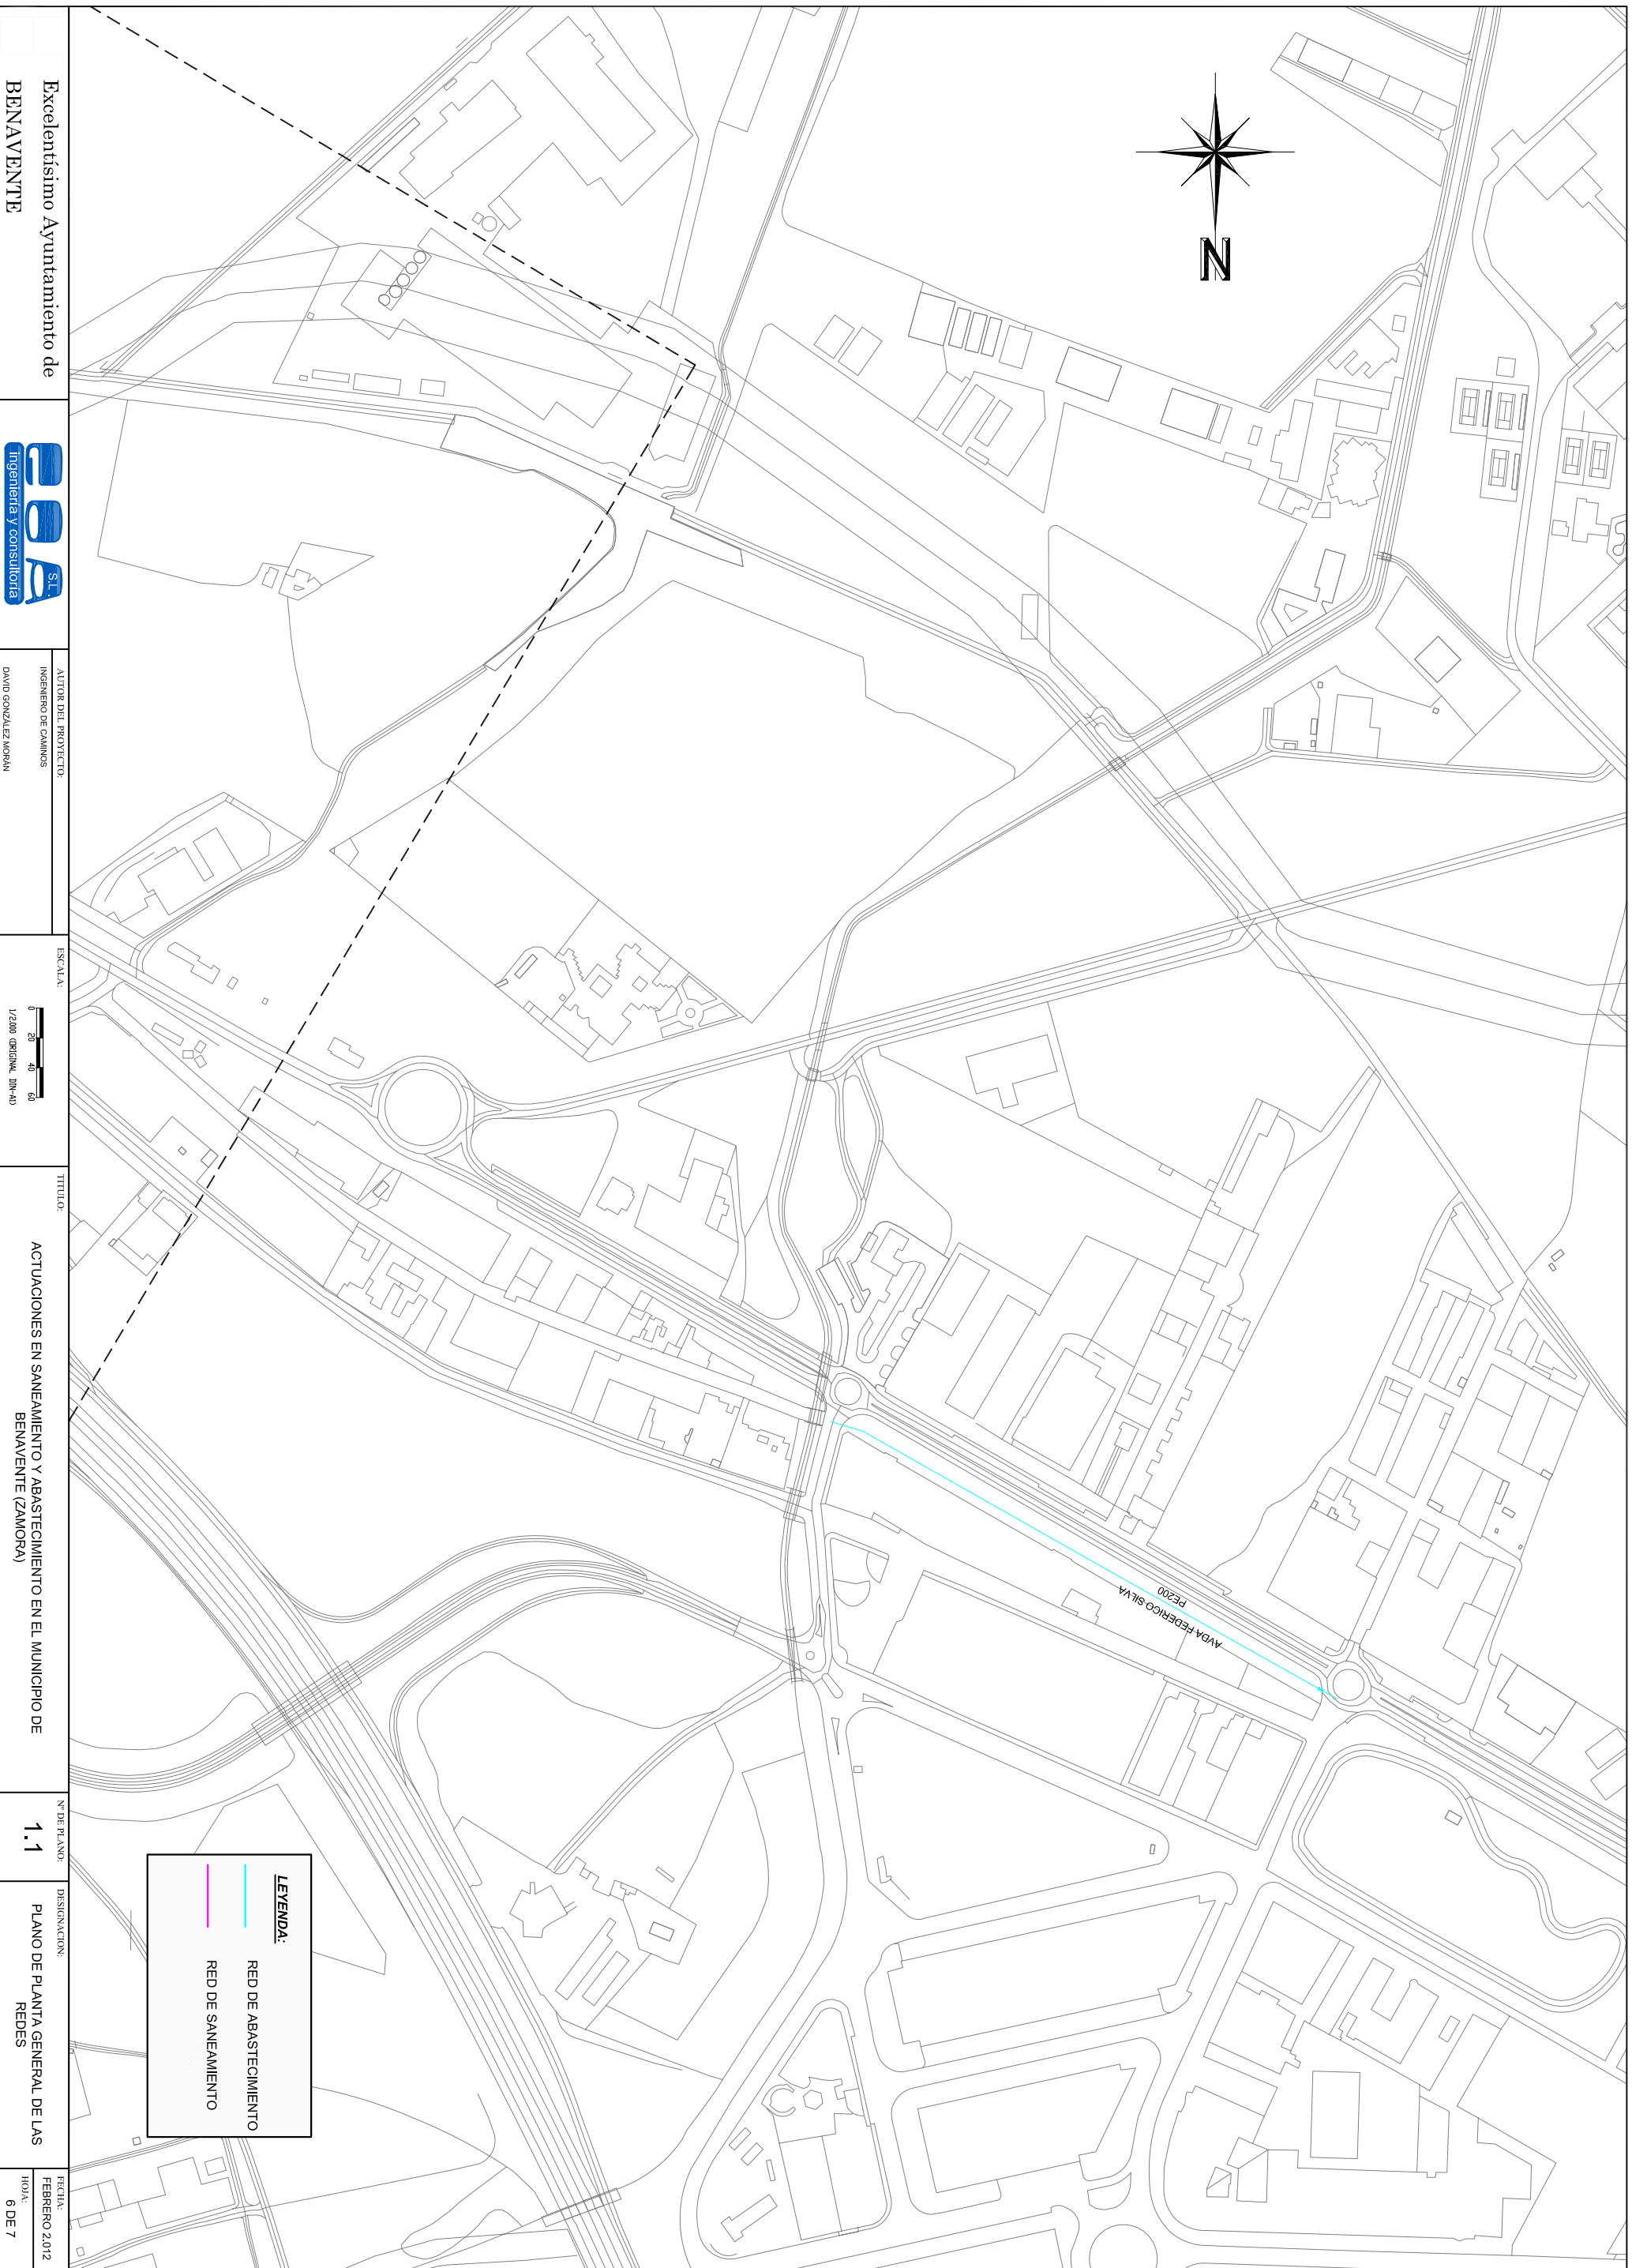 N
PE200
AVDA FEDERICO SILVA
LEYENDA:
RED DE ABASTECIMIENTO
RED DE SANEAMIENTO
Excelentísimo Ayuntamiento de
BENAVENTE
S.L.
ingeniería y consultoría
AUTOR DEL PROYECTO:
INGENIERO DE CAMINOS
DAVID GONZÁLEZ MORÁN
ESCALA:
0 20 40 60
1/2.000 (ORIGINAL DIN-A1)
TITULO:
ACTUACIONES EN SANEAMIENTO Y ABASTECIMIENTO EN EL MUNICIPIO DE
BENAVENTE (ZAMORA)
Nº DE PLANO:
1.1
DESIGNACION:
PLANO DE PLANTA GENERAL DE LAS
REDES
FECHA:
FEBRERO 2.012
HOJA:
6 DE 7